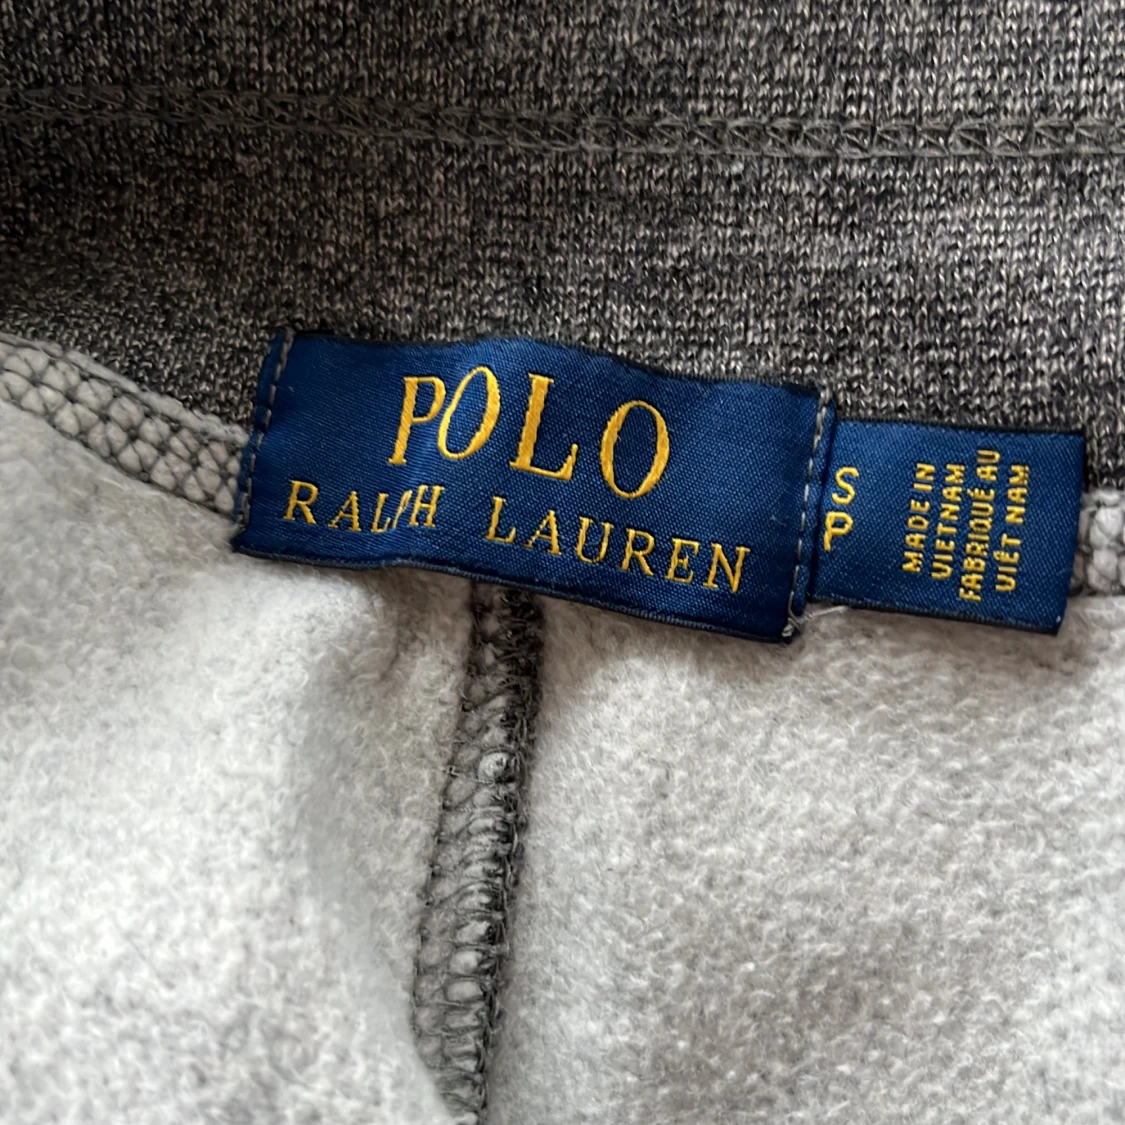 POLO
RALPH LAUREN
S
P
MADE IN
VIETNAM
FABRIQUÉ AU
VIÊT NAM